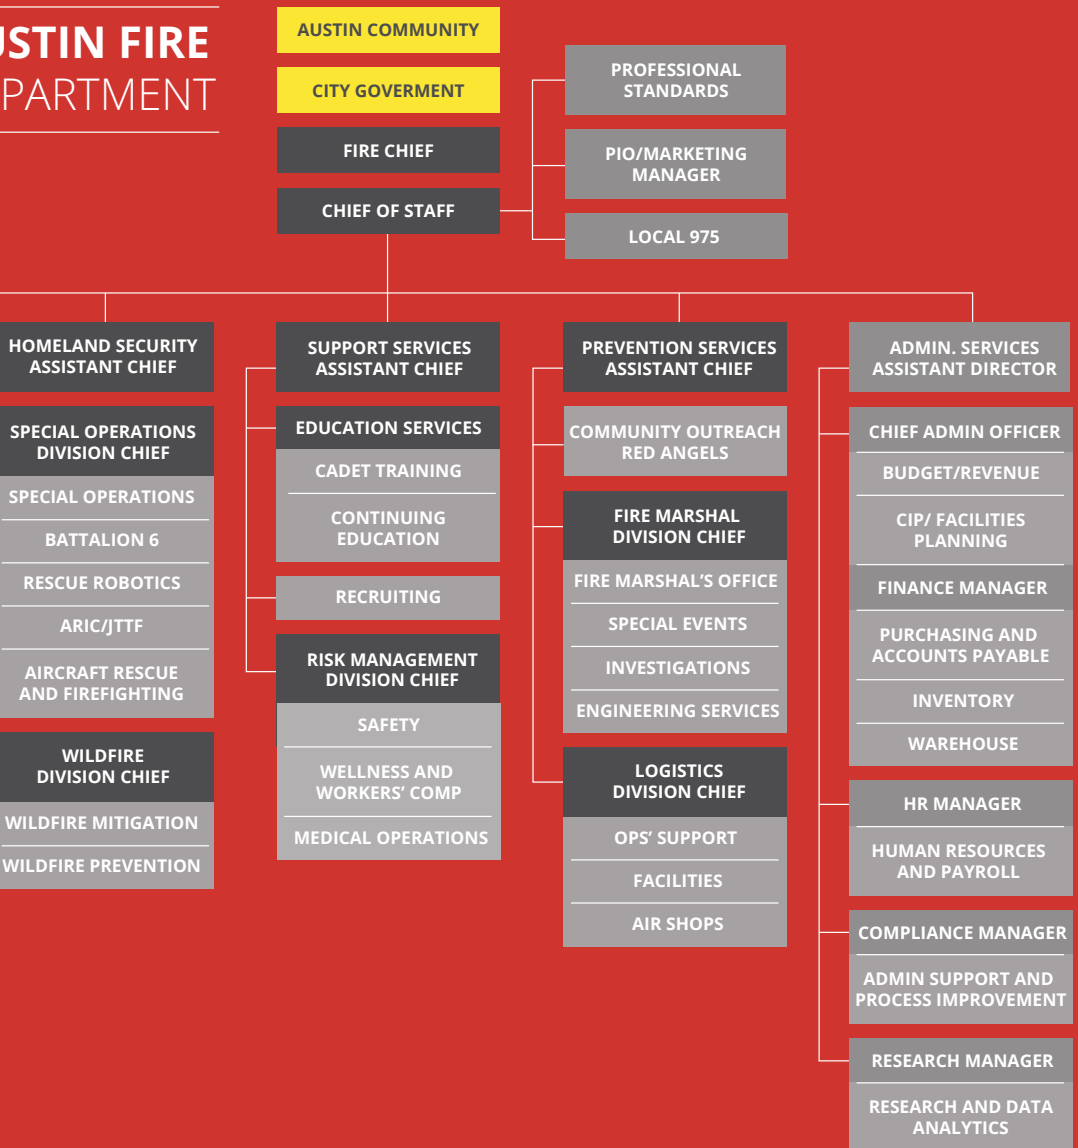 USTIN FIRE
PARTMENT
AUSTIN COMMUNITY
CITY GOVERMENT
FIRE CHIEF
CHIEF OF STAFF
PROFESSIONAL
STANDARDS
PIO/MARKETING
MANAGER
LOCAL 975
HOMELAND SECURITY
ASSISTANT CHIEF
SPECIAL OPERATIONS
DIVISION CHIEF
SPECIAL OPERATIONS
BATTALION 6
RESCUE ROBOTICS
ARIC/JTTF
AIRCRAFT RESCUE
AND FIREFIGHTING
WILDFIRE
DIVISION CHIEF
WILDFIRE MITIGATION
WILDFIRE PREVENTION
SUPPORT SERVICES
ASSISTANT CHIEF
EDUCATION SERVICES
CADET TRAINING
CONTINUING
EDUCATION
RECRUITING
RISK MANAGEMENT
DIVISION CHIEF
SAFETY
WELLNESS AND
WORKERS’ COMP
MEDICAL OPERATIONS
PREVENTION SERVICES
ASSISTANT CHIEF
COMMUNITY OUTREACH
RED ANGELS
FIRE MARSHAL
DIVISION CHIEF
FIRE MARSHAL’S OFFICE
SPECIAL EVENTS
INVESTIGATIONS
ENGINEERING SERVICES
LOGISTICS
DIVISION CHIEF
OPS’ SUPPORT
FACILITIES
AIR SHOPS
ADMIN. SERVICES
ASSISTANT DIRECTOR
CHIEF ADMIN OFFICER
BUDGET/REVENUE
CIP/ FACILITIES
PLANNING
FINANCE MANAGER
PURCHASING AND
ACCOUNTS PAYABLE
INVENTORY
WAREHOUSE
HR MANAGER
HUMAN RESOURCES
AND PAYROLL
COMPLIANCE MANAGER
ADMIN SUPPORT AND
PROCESS IMPROVEMENT
RESEARCH MANAGER
RESEARCH AND DATA
ANALYTICS